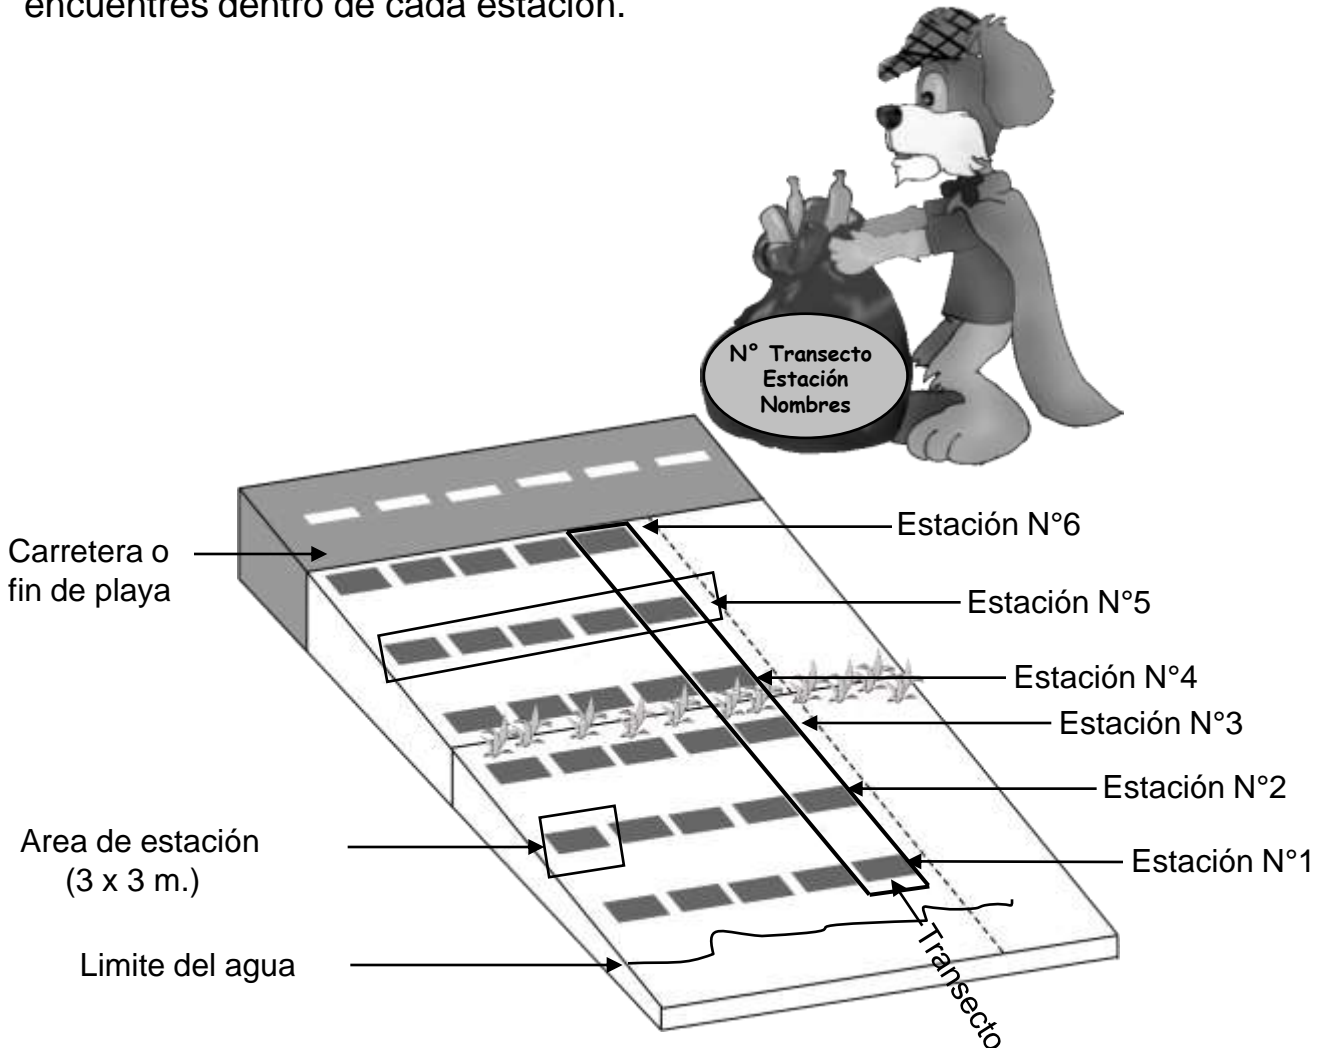 encuentres dentro de cada estación.
N° Transecto
Estación
Nombres
Estación N°6
Carretera o
fin de playa
Estación N°5
Estación N°4
Estación N°3
Estación N°2
Area de estación
(3 x 3 m.)
Estación N°1
Limite del agua
Transecto